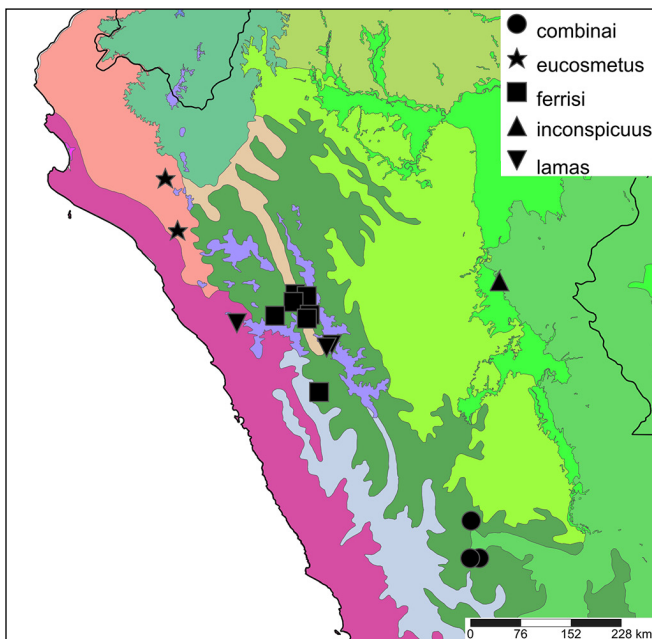 combinai
eucosmetus
ferrisi
inconspicuus
lamas
0 76 152 228 km